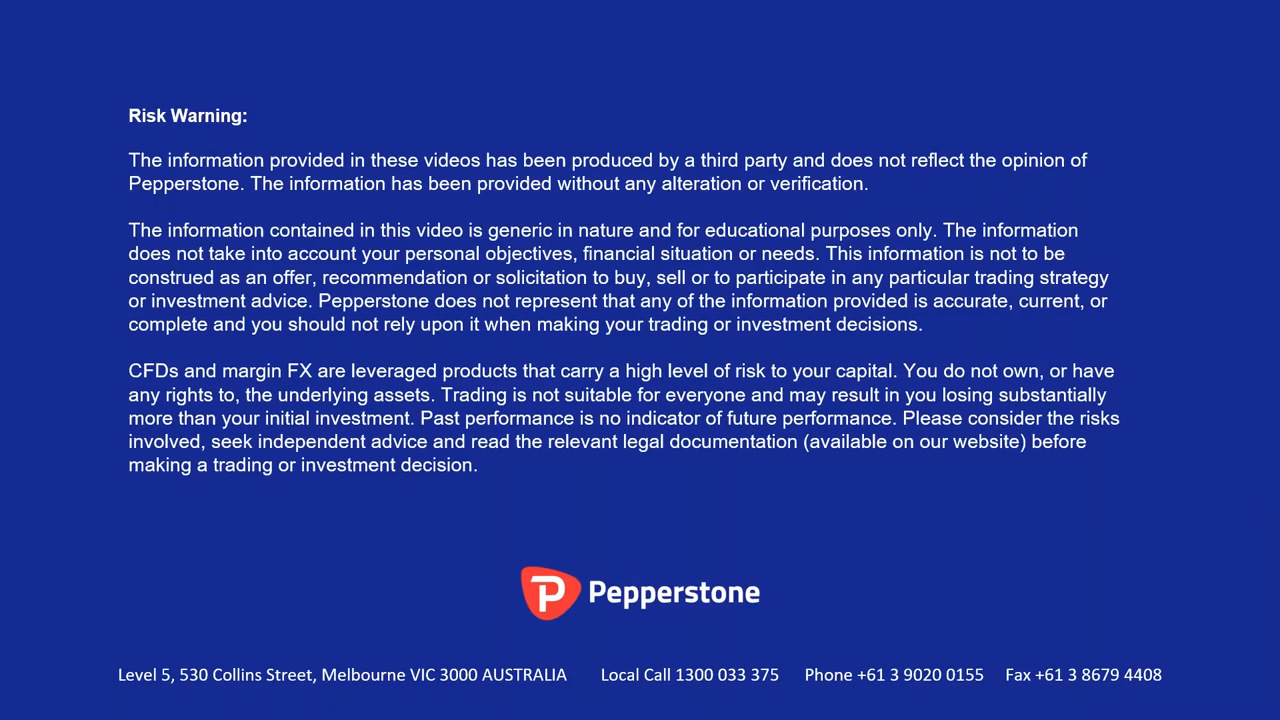 Risk Warning:
The information provided in these videos has been produced by a third party and does not reflect the opinion of
Pepperstone. The information has been provided without any alteration or verification.
The information contained in this video is generic in nature and for educational purposes only. The information
does not take into account your personal objectives, financial situation or needs. This information is not to be
construed as an offer, recommendation or solicitation to buy, sell or to participate in any particular trading strategy
or investment advice. Pepperstone does not represent that any of the information provided is accurate, current, or
complete and you should not rely upon it when making your trading or investment decisions.
CFDs and margin FX are leveraged products that carry a high level of risk to your capital. You do not own, or have
any rights to, the underlying assets. Trading is not suitable for everyone and may result in you losing substantially
more than your initial investment. Past performance is no indicator of future performance. Please consider the risks
involved, seek independent advice and read the relevant legal documentation (available on our website) before
making a trading or investment decision.
P Pepperstone
Level 5, 530 Collins Street, Melbourne VIC 3000 AUSTRALIA Local Call 1300 033 375 Phone +61 3 9020 0155 Fax +61 3 8679 4408